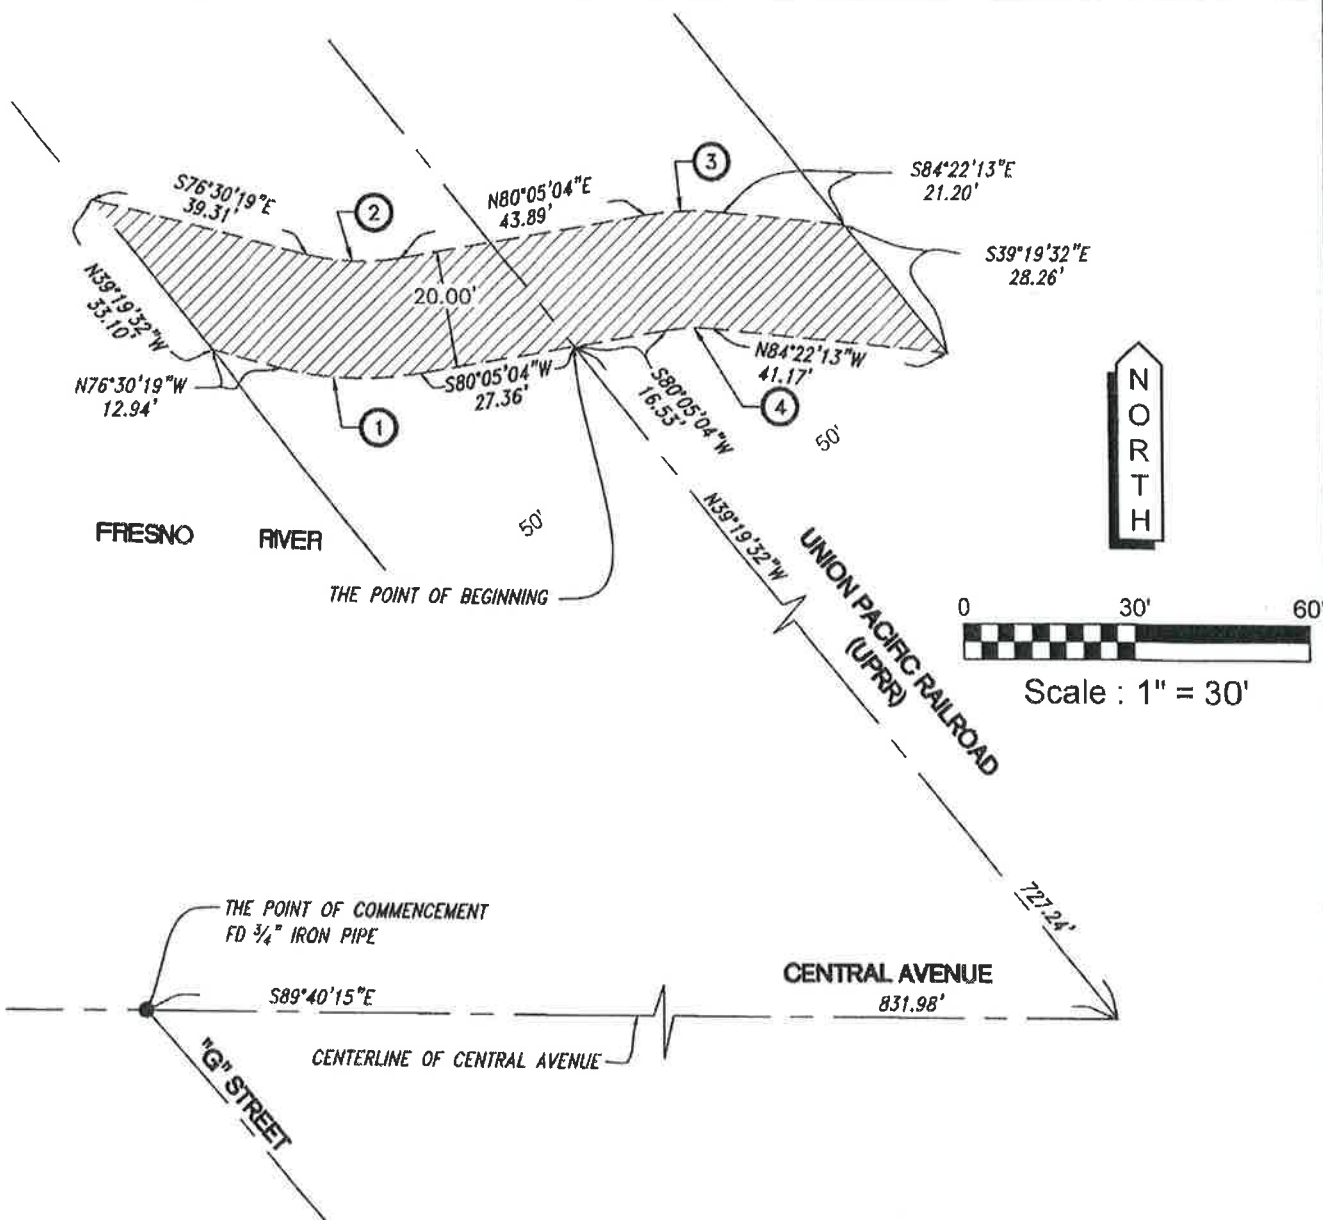 3
S84°22'13"E
21.20'
S76°30'19"E
39.31'
2
N80°05'04"E
43.89'
S39°19'32"E
28.26'
N39°19'32"W
33.10'
20.00'
N76°30'19"W
12.94'
S80°05'04"W
27.36'
1
S80°05'04"W
16.53'
N84°22'13"W
41.17'
4
50'
50'
NORTH
FRESNO RIVER
THE POINT OF BEGINNING
N39°19'32"W
UNION PACIFIC RAILROAD
(UPRR)
0 30' 60'
Scale : 1" = 30'
727.24'
THE POINT OF COMMENCEMENT
FD 3/4" IRON PIPE
S89°40'15"E
CENTRAL AVENUE
831.98'
CENTERLINE OF CENTRAL AVENUE
"G" STREET